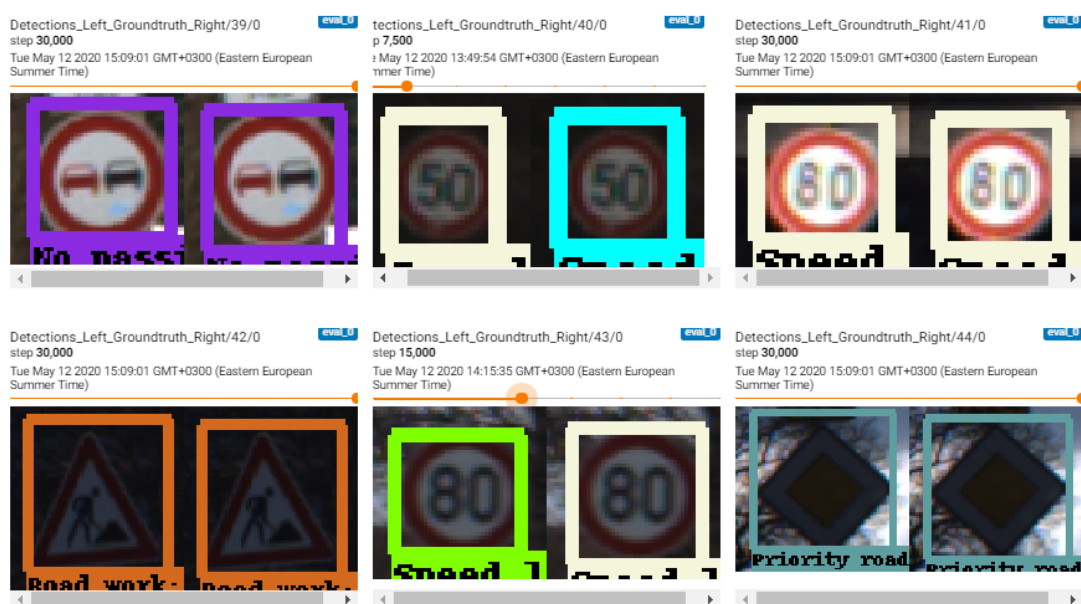 Detections_Left_Groundtruth_Right/39/0
eval_0
step 30,000
Tue May 12 2020 15:09:01 GMT+0300 (Eastern European
Summer Time)
No passi
tections_Left_Groundtruth_Right/40/0
eval_0
p 7,500
May 12 2020 13:49:54 GMT+0300 (Eastern European
mmer Time)
50
50
Detections_Left_Groundtruth_Right/41/0
eval_0
step 30,000
Tue May 12 2020 15:09:01 GMT+0300 (Eastern European
Summer Time)
80
80
Speed
Detections_Left_Groundtruth_Right/42/0
eval_0
step 30,000
Tue May 12 2020 15:09:01 GMT+0300 (Eastern European
Summer Time)
Road work-
Road work-
Detections_Left_Groundtruth_Right/43/0
eval_0
step 15,000
Tue May 12 2020 14:15:35 GMT+0300 (Eastern European
Summer Time)
80
80
Speed l
Detections_Left_Groundtruth_Right/44/0
eval_0
step 30,000
Tue May 12 2020 15:09:01 GMT+0300 (Eastern European
Summer Time)
Priority road
Priority road